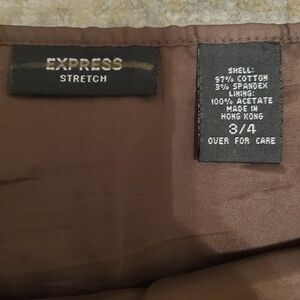 EXPRESS
STRETCH
SHELL:
97% COTTON
3% SPANDEX
LINING:
100% ACETATE
MADE IN
HONG KONG
3/4
OVER FOR CARE